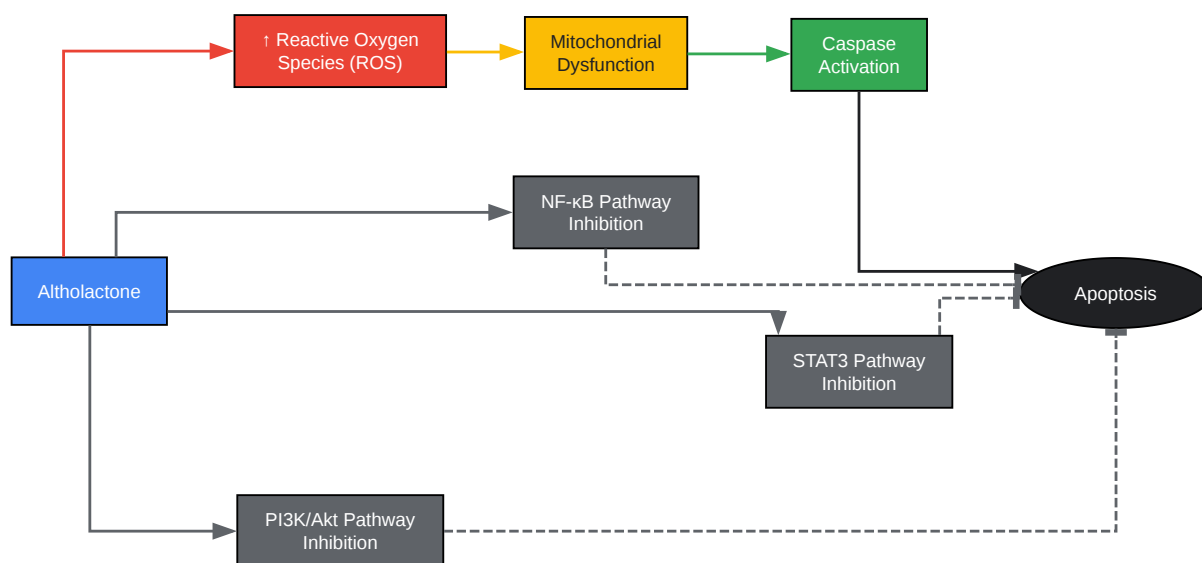 ↑ Reactive Oxygen
Species (ROS)
Mitochondrial
Dysfunction
Caspase
Activation
NF-κB Pathway
Inhibition
Altholactone
Apoptosis
STAT3 Pathway
Inhibition
PI3K/Akt Pathway
Inhibition